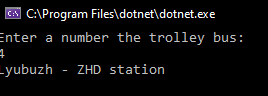 C:\Program Files\dotnet\dotnet.exe
Enter a number the trolley bus:
4
Lyubuzh - ZHD station